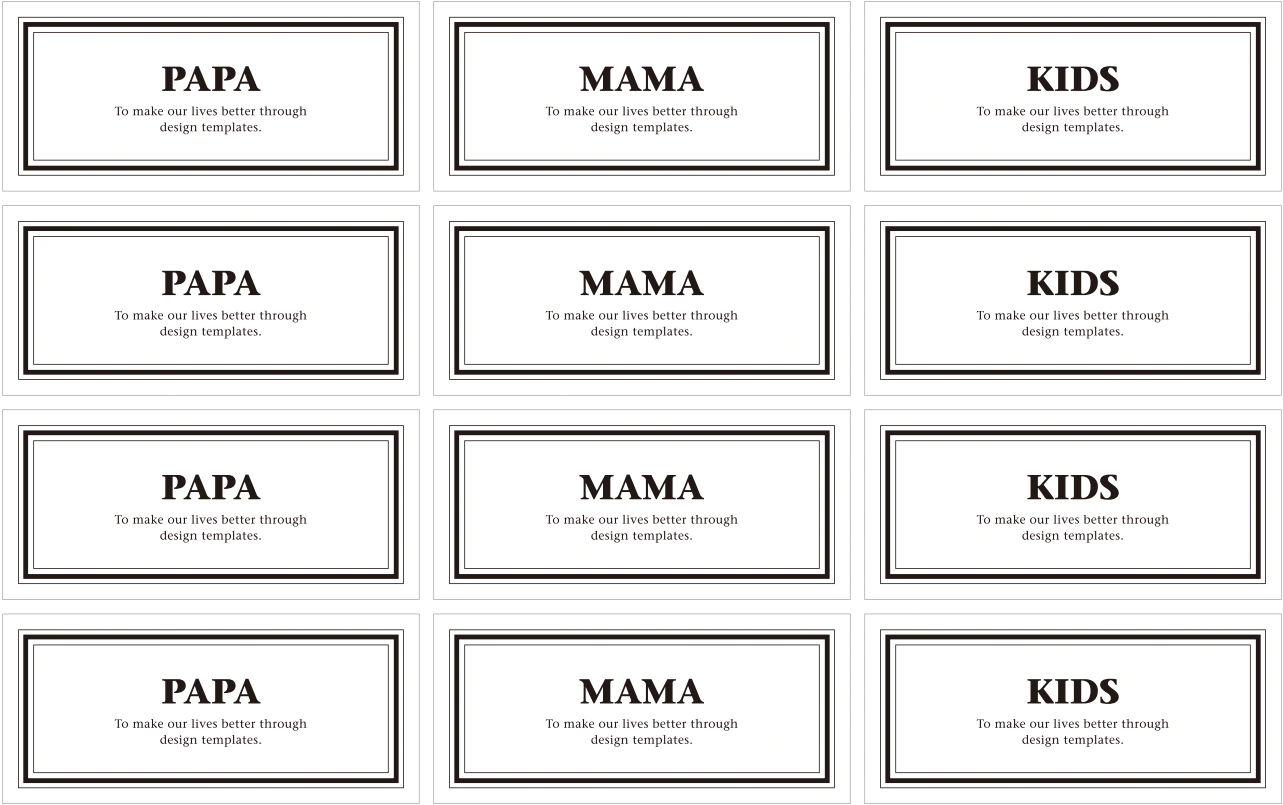 PAPA
To make our lives better through
design templates.
MAMA
To make our lives better through
design templates.
KIDS
To make our lives better through
design templates.
PAPA
To make our lives better through
design templates.
MAMA
To make our lives better through
design templates.
KIDS
To make our lives better through
design templates.
PAPA
To make our lives better through
design templates.
MAMA
To make our lives better through
design templates.
KIDS
To make our lives better through
design templates.
PAPA
To make our lives better through
design templates.
MAMA
To make our lives better through
design templates.
KIDS
To make our lives better through
design templates.